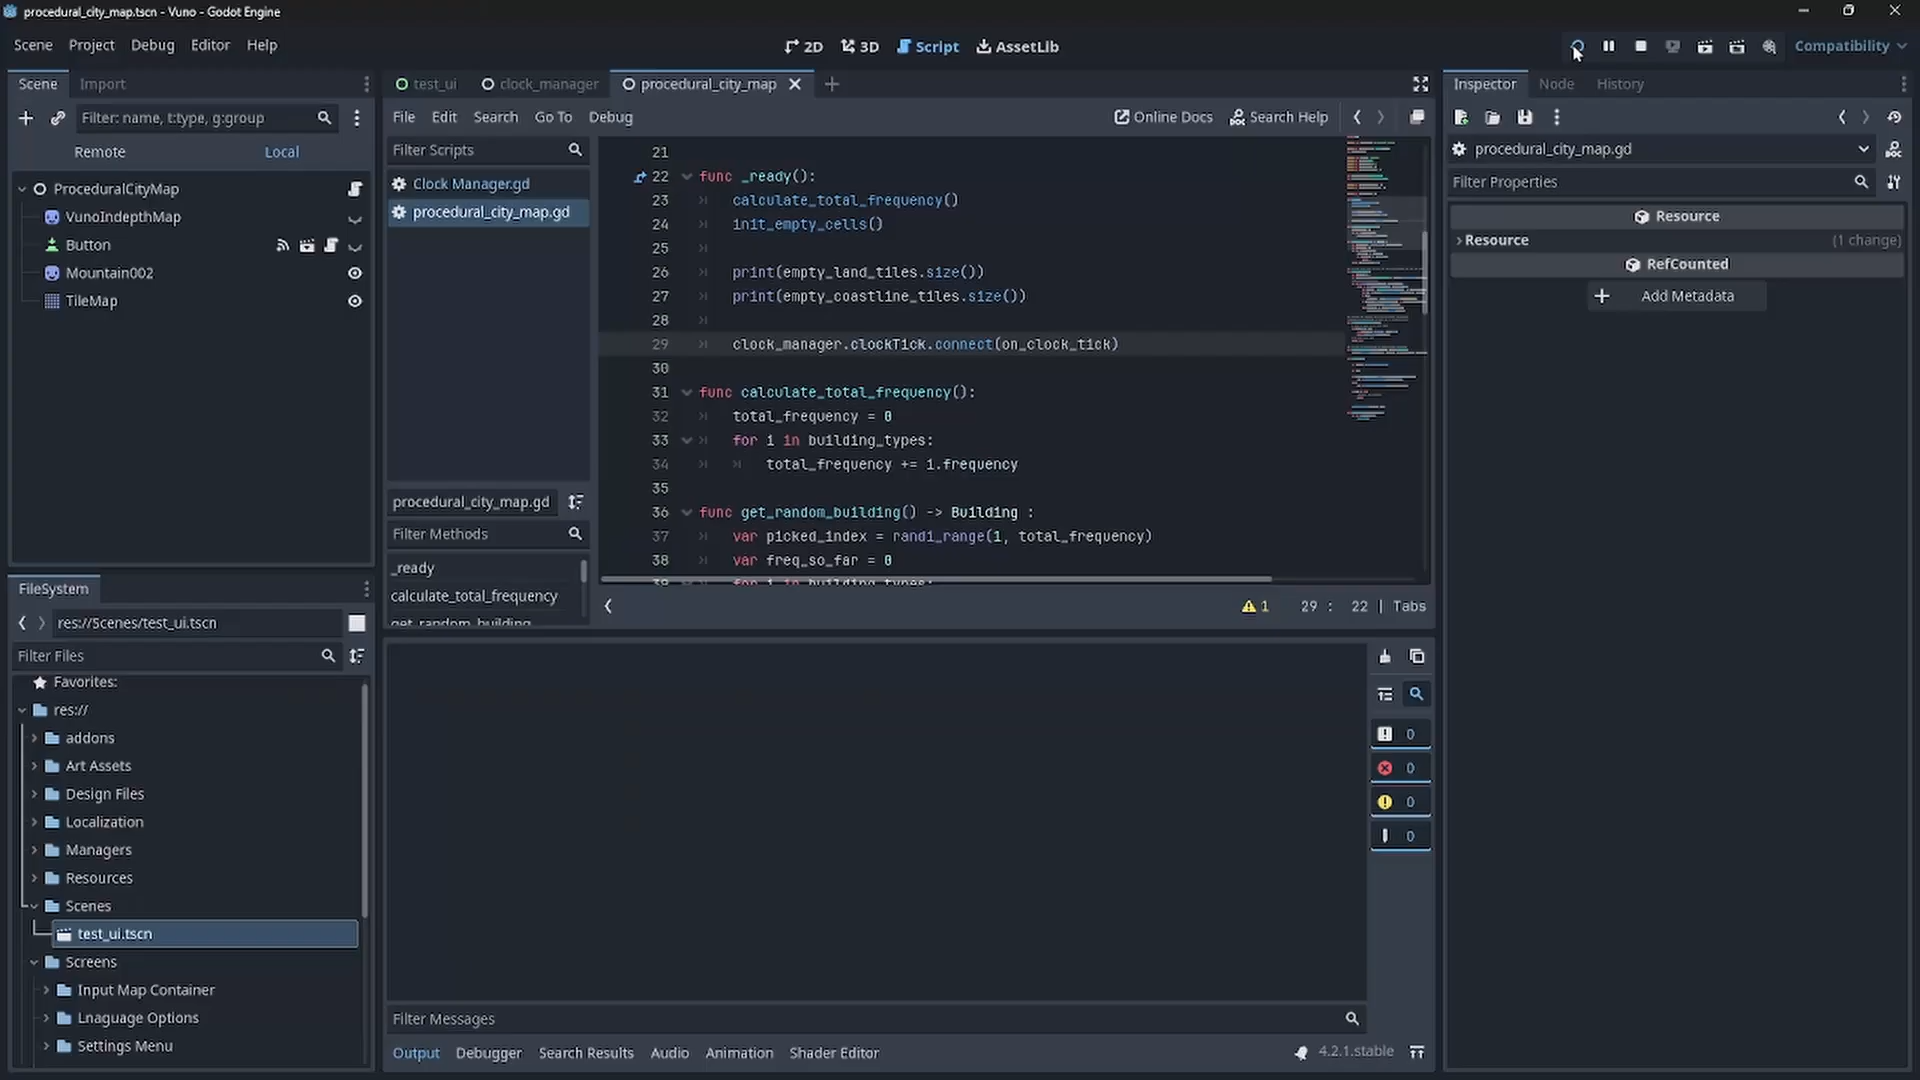 procedural_city_map.tscn - Vuno - Godot Engine
Scene Project Debug Editor Help
2D 3D Script AssetLib
Compatibility
Scene Import
Filter: name, t:type, g:group
Remote Local
ProceduralCityMap
VunoIndepthMap
Button
Mountain002
TileMap
FileSystem
res://Scenes/test_ui.tscn
Filter Files
Favorites:
res://
addons
Art Assets
Design Files
Localization
Managers
Resources
Scenes
test_ui.tscn
Screens
Input Map Container
Lnaguage Options
Settings Menu
test_ui clock_manager procedural_city_map
File Edit Search Go To Debug
Online Docs Search Help
Filter Scripts
Clock Manager.gd
procedural_city_map.gd
procedural_city_map.gd
Filter Methods
_ready
calculate_total_frequency
get_random_building
21
22 func _ready():
23 calculate_total_frequency()
24 init_empty_cells()
25
26 print(empty_land_tiles.size())
27 print(empty_coastline_tiles.size())
28
29 clock_manager.clockTick.connect(on_clock_tick)
30
31 func calculate_total_frequency():
32 total_frequency = 0
33 for i in building_types:
34 total_frequency += i.frequency
35
36 func get_random_building() -> Building :
37 var picked_index = randi_range(1, total_frequency)
38 var freq_so_far = 0
39 for i in building_types:
1 29 : 22 | Tabs
0
0
0
0
Filter Messages
Output Debugger Search Results Audio Animation Shader Editor
4.2.1.stable
Inspector Node History
procedural_city_map.gd
Filter Properties
Resource
Resource (1 change)
RefCounted
Add Metadata